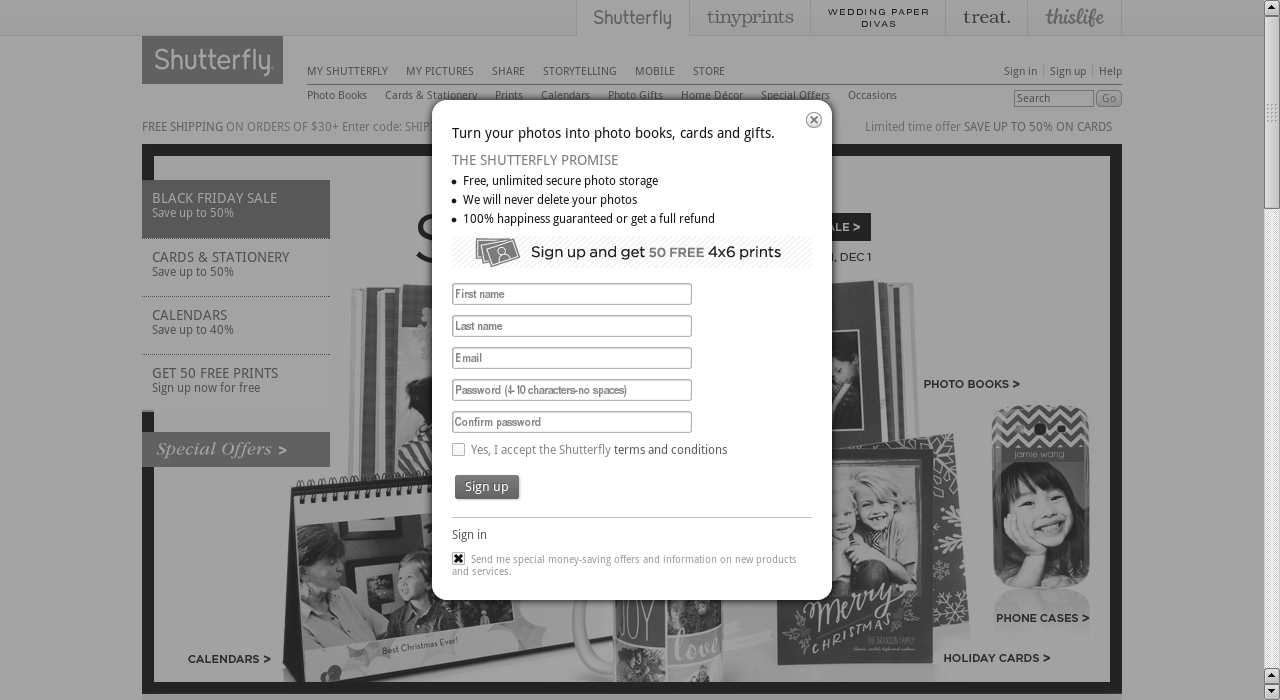 Shutterfly
tinyprints
WEDDING PAPER
DIVAS
treat.
thislife
Shutterfly.
MY SHUTTERFLY
MY PICTURES
SHARE
STORYTELLING
MOBILE
STORE
Sign in
Sign up
Help
Photo Books
Cards & Stationery
Prints
Calendars
Photo Gifts
Home Décor
Special Offers
Occasions
Search
Go
FREE SHIPPING ON ORDERS OF $30+ Enter code: SHIP
Limited time offer SAVE UP TO 50% ON CARDS
BLACK FRIDAY SALE
Save up to 50%
CARDS & STATIONERY
Save up to 50%
CALENDARS
Save up to 40%
GET 50 FREE PRINTS
Sign up now for free
Special Offers >
S
ALE >
, DEC 1
Turn your photos into photo books, cards and gifts.
THE SHUTTERFLY PROMISE
Free, unlimited secure photo storage
We will never delete your photos
100% happiness guaranteed or get a full refund
Sign up and get 50 FREE 4x6 prints
First name
Last name
Email
Password (4-10 characters-no spaces)
Confirm password
Yes, I accept the Shutterfly terms and conditions
Sign up
Sign in
Send me special money-saving offers and information on new products
and services.
PHOTO BOOKS >
jamie wang
PHONE CASES >
Merry
CHRISTMAS
THE BRANSON FAMILY
HOLIDAY CARDS >
JOY
love
Best Christmas Ever!
CALENDARS >